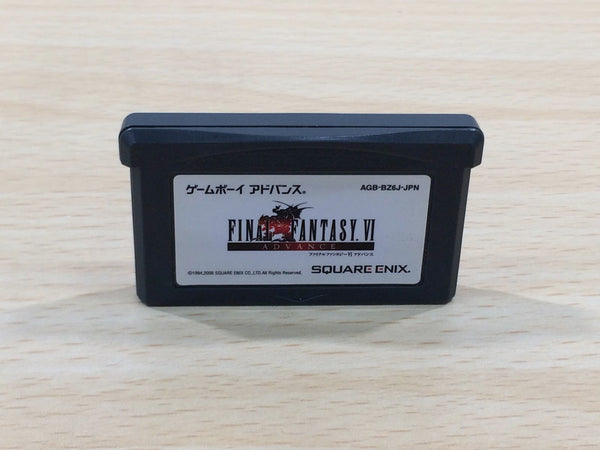 ゲームボーイ アドバンス® AGB-BZ6J-JPN
FINAL FANTASY. VI
ADVANCE
ファイナルファンタジーVI アドバンス
©1994,2006 SQUARE ENIX CO.,LTD.All Rights Reserved. SQUARE ENIX.